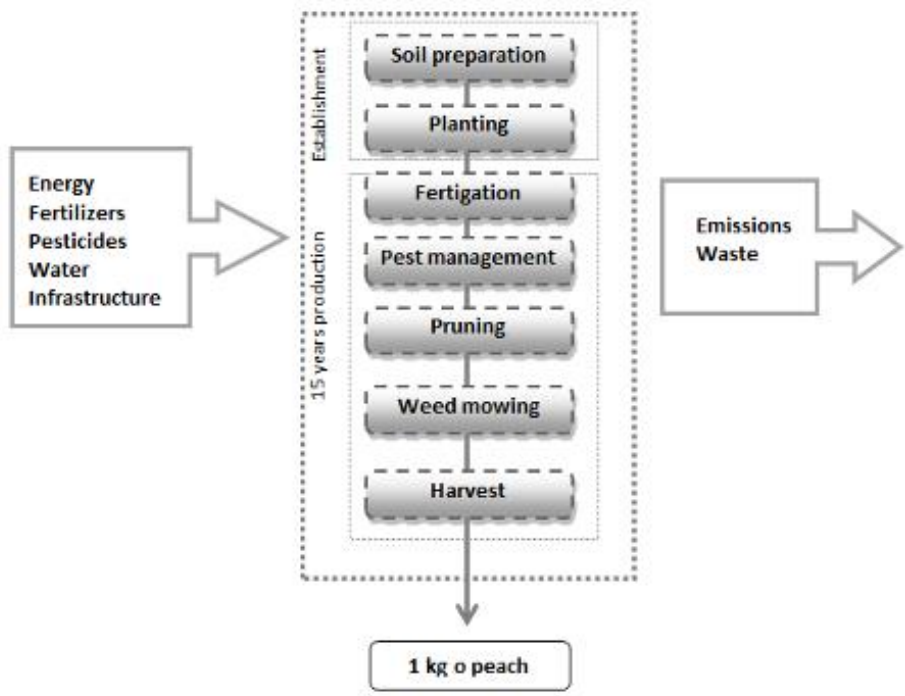 Energy
Fertilizers
Pesticides
Water
Infrastructure
Establishment
Soil preparation
Planting
15 years production
Fertigation
Pest management
Pruning
Weed mowing
Harvest
Emissions
Waste
1 kg o peach